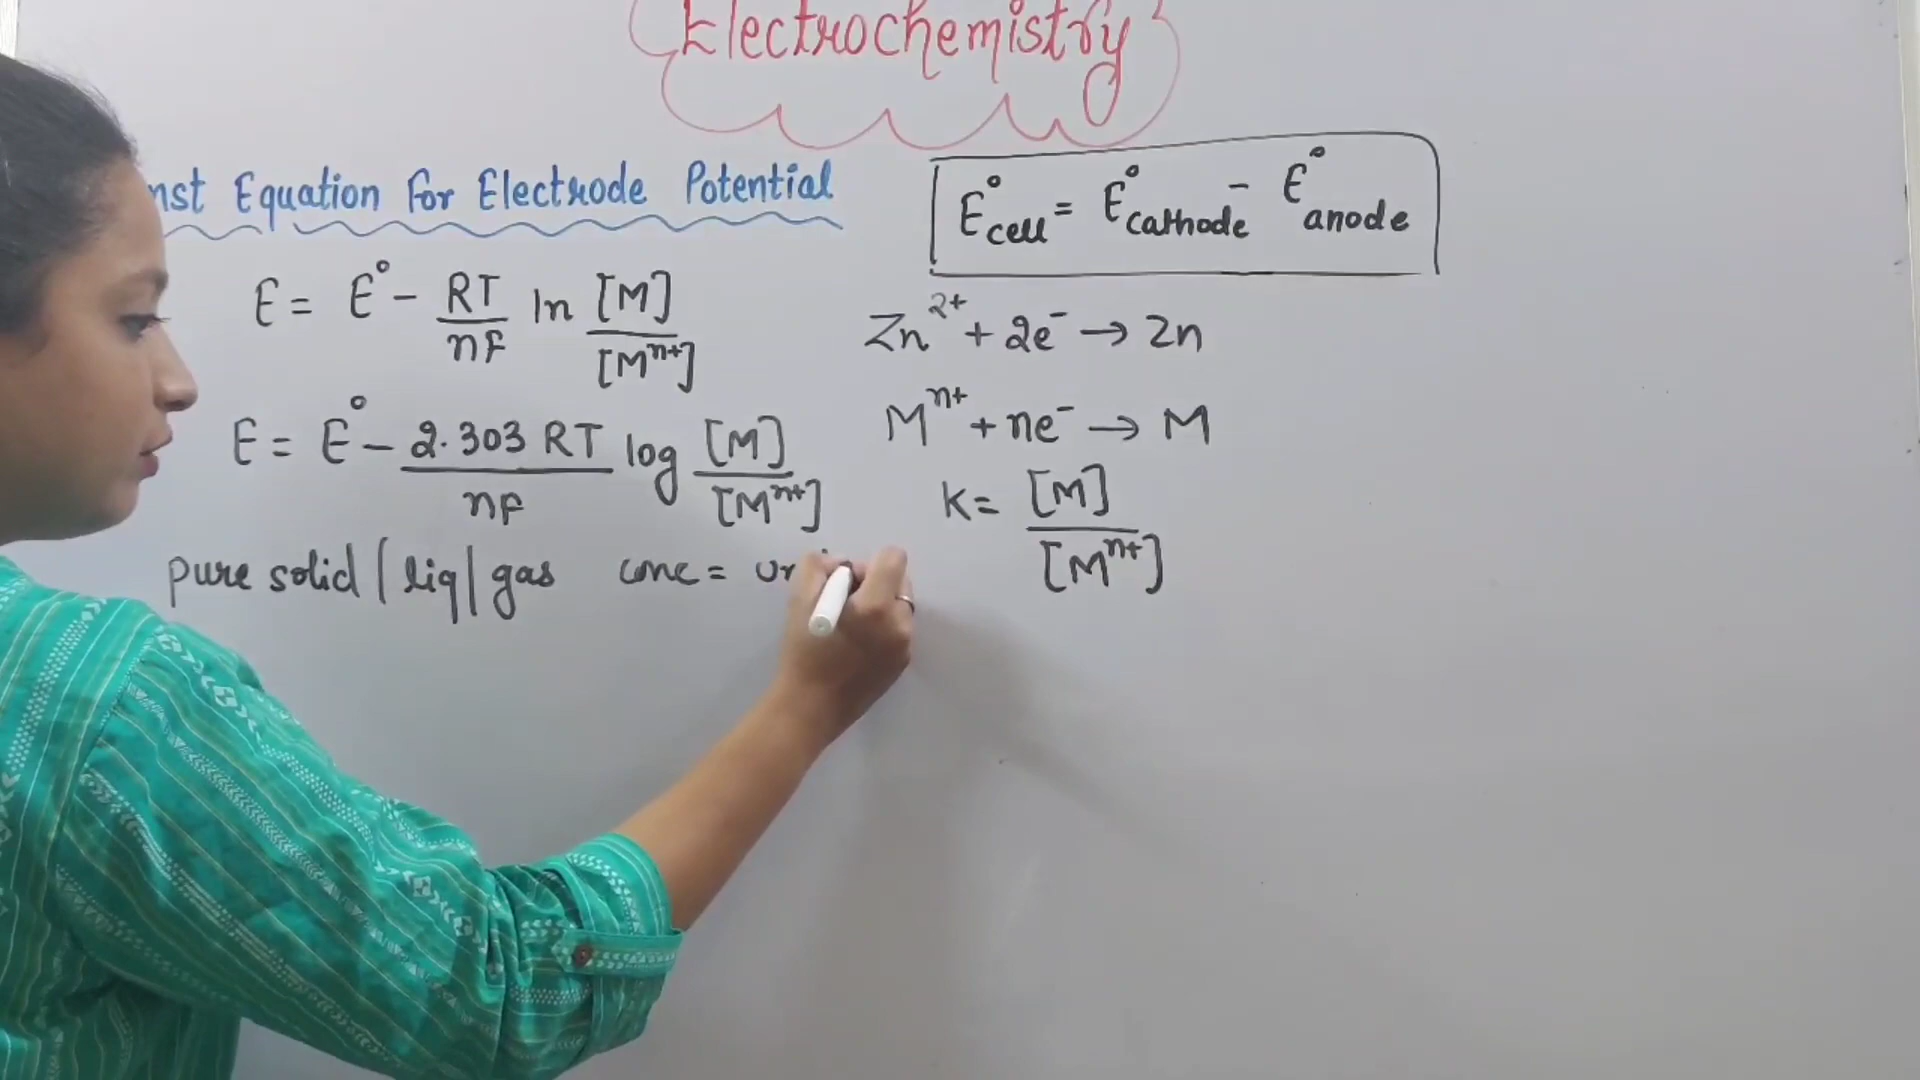 Electrochemistry
nst Equation For Electrode Potential
E°cell = E°cathode - E°anode
E = E° - RT/nF ln [M]/[Mⁿ⁺]
Zn²⁺ + 2e⁻ → Zn
E = E° - 2.303 RT/nF log [M]/[Mⁿ⁺]
Mⁿ⁺ + ne⁻ → M
K = [M]/[Mⁿ⁺]
pure solid / liq / gas conc =